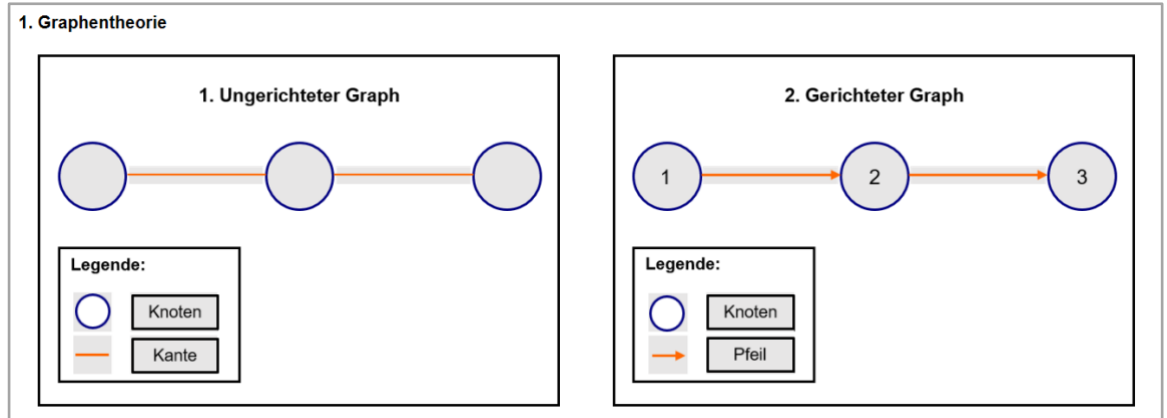 1. Graphentheorie
1. Ungerichteter Graph
Legende:
Knoten
Kante
2. Gerichteter Graph
1
2
3
Legende:
Knoten
Pfeil